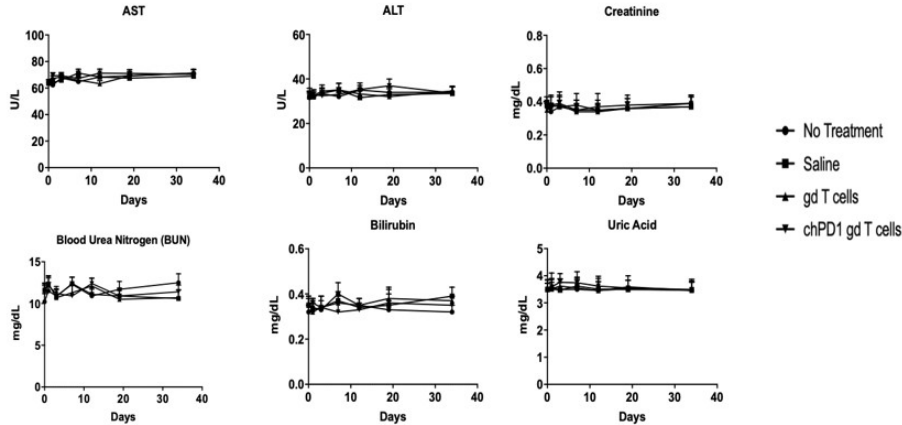 AST
ALT
Creatinine
100
80
60
40
20
0
U/L
0 10 20 30 40
Days
60
40
20
0
U/L
0 10 20 30 40
Days
0.8
0.6
0.4
0.2
0.0
mg/dL
0 10 20 30 40
Days
No Treatment
Saline
gd T cells
chPD1 gd T cells
Blood Urea Nitrogen (BUN)
Bilirubin
Uric Acid
15
10
5
0
mg/dL
0 10 20 30 40
Days
0.6
0.4
0.2
0.0
mg/dL
0 10 20 30 40
Days
5
4
3
2
1
0
mg/dL
0 10 20 30 40
Days